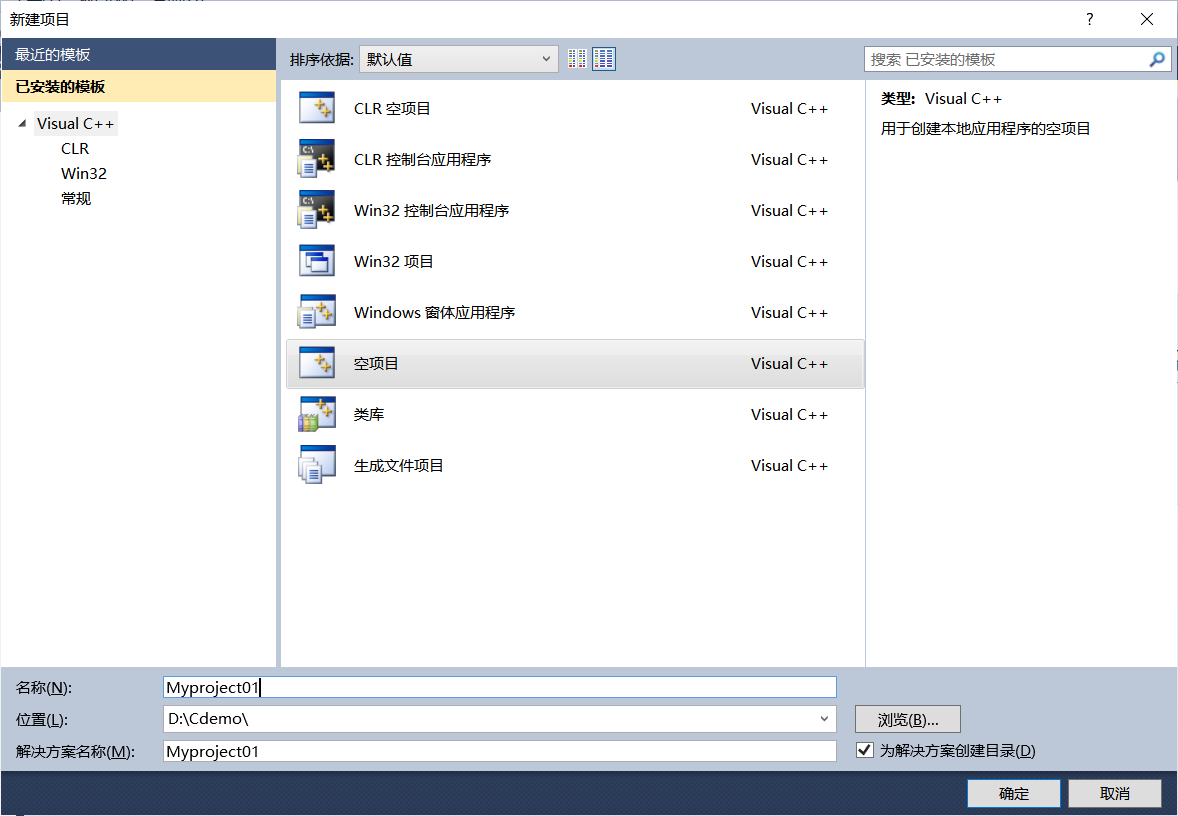 新建项目
?
最近的模板
已安装的模板
Visual C++
CLR
Win32
常规
排序依据: 默认值
搜索 已安装的模板
CLR 空项目 Visual C++
CLR 控制台应用程序 Visual C++
Win32 控制台应用程序 Visual C++
Win32 项目 Visual C++
Windows 窗体应用程序 Visual C++
空项目 Visual C++
类库 Visual C++
生成文件项目 Visual C++
类型: Visual C++
用于创建本地应用程序的空项目
名称(N): Myproject01
位置(L): D:\Cdemo\ 浏览(B)...
解决方案名称(M): Myproject01 为解决方案创建目录(D)
确定 取消